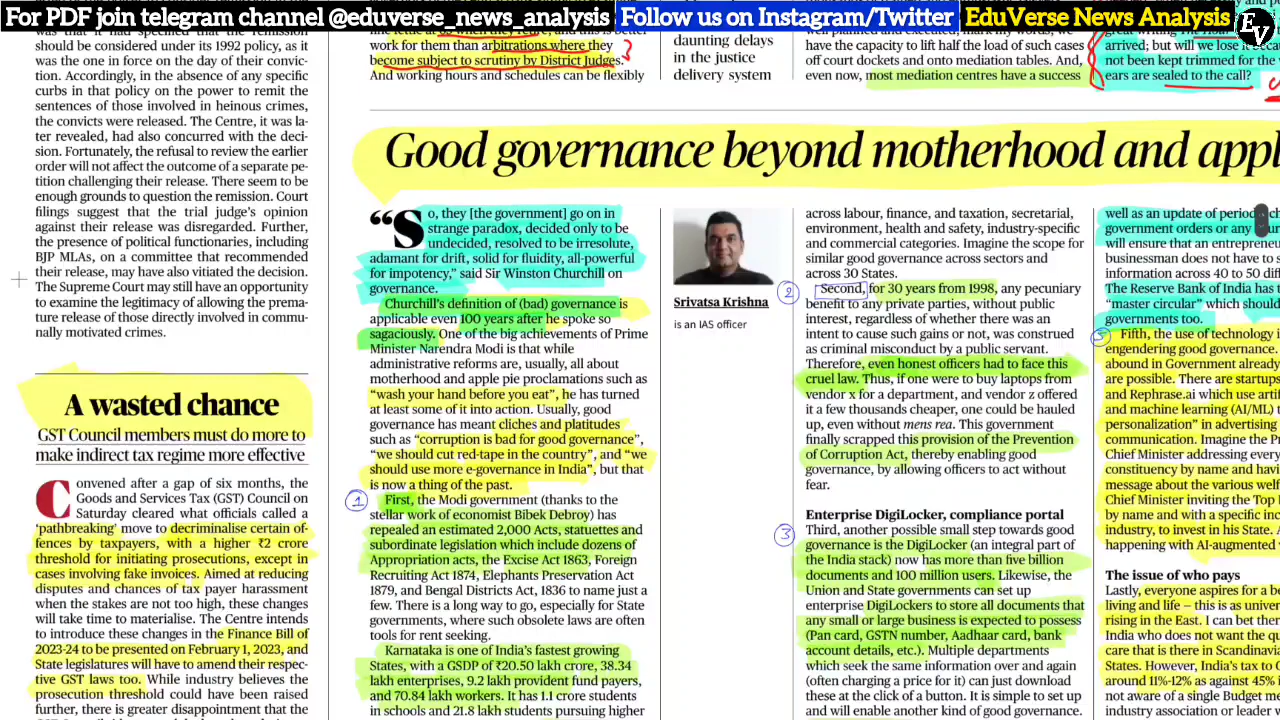 For PDF join telegram channel @eduverse_news_analysis Follow us on Instagram/Twitter EduVerse News Analysis
EV
should be considered under its 1992 policy, as it
was the one in force on the day of their convic-
tion. Accordingly, in the absence of any specific
curbs in that policy on the power to remit the
sentences of those involved in heinous crimes,
the convicts were released. The Centre, it was la-
ter revealed, had also concurred with the deci-
sion. Fortunately, the refusal to review the earlier
order will not affect the outcome of a separate pe-
tition challenging their release. There seem to be
enough grounds to question the remission. Court
filings suggest that the trial judge's opinion
against their release was disregarded. Further,
the presence of political functionaries, including
BJP MLAs, on a committee that recommended
their release, may have also vitiated the decision.
The Supreme Court may still have an opportunity
to examine the legitimacy of allowing the prema-
ture release of those directly involved in commu-
nally motivated crimes.
A wasted chance
GST Council members must do more to
make indirect tax regime more effective
Convened after a gap of six months, the
Goods and Services Tax (GST) Council on
Saturday cleared what officials called a
'pathbreaking' move to decriminalise certain of-
fences by taxpayers, with a higher ₹2 crore
threshold for initiating prosecutions, except in
cases involving fake invoices. Aimed at reducing
disputes and chances of tax payer harassment
when the stakes are not too high, these changes
will take time to materialise. The Centre intends
to introduce these changes in the Finance Bill of
2023-24 to be presented on February 1, 2023, and
State legislatures will have to amend their respec-
tive GST laws too. While industry believes the
prosecution threshold could have been raised
further, there is greater disappointment that the
work for them than arbitrations where they
become subject to scrutiny by District Judges.
And working hours and schedules can be flexibly
daunting delays
in the justice
delivery system
have the capacity to lift half the load of such cases
off court dockets and onto mediation tables. And,
even now, most mediation centres have a success
arrived; but will we lose
not been kept trimmed for the
ears are sealed to the call?
Good governance beyond motherhood and appl
"So, they [the government] go on in
strange paradox, decided only to be
undecided, resolved to be irresolute,
adamant for drift, solid for fluidity, all-powerful
for impotency," said Sir Winston Churchill on
governance.
Churchill's definition of (bad) governance is
applicable even 100 years after he spoke so
sagaciously. One of the big achievements of Prime
Minister Narendra Modi is that while
administrative reforms are, usually, all about
motherhood and apple pie proclamations such as
"wash your hand before you eat", he has turned
at least some of it into action. Usually, good
governance has meant cliches and platitudes
such as "corruption is bad for good governance",
"we should cut red-tape in the country", and "we
should use more e-governance in India", but that
is now a thing of the past.
1
First, the Modi government (thanks to the
stellar work of economist Bibek Debroy) has
repealed an estimated 2,000 Acts, statuettes and
subordinate legislation which include dozens of
Appropriation acts, the Excise Act 1863, Foreign
Recruiting Act 1874, Elephants Preservation Act
1879, and Bengal Districts Act, 1836 to name just a
few. There is a long way to go, especially for State
governments, where such obsolete laws are often
tools for rent seeking.
Karnataka is one of India's fastest growing
States, with a GSDP of ₹20.50 lakh crore, 38.34
lakh enterprises, 9.2 lakh provident fund payers,
and 70.84 lakh workers. It has 1.1 crore students
in schools and 21.8 lakh students pursuing higher
Srivatsa Krishna
is an IAS officer
across labour, finance, and taxation, secretarial,
environment, health and safety, industry-specific
and commercial categories. Imagine the scope for
similar good governance across sectors and
across 30 States.
2
Second, for 30 years from 1998, any pecuniary
benefit to any private parties, without public
interest, regardless of whether there was an
intent to cause such gains or not, was construed
as criminal misconduct by a public servant.
Therefore, even honest officers had to face this
cruel law. Thus, if one were to buy laptops from
vendor x for a department, and vendor z offered
it a few thousands cheaper, one could be hauled
up, even without mens rea. This government
finally scrapped this provision of the Prevention
of Corruption Act, thereby enabling good
governance, by allowing officers to act without
fear.
Enterprise DigiLocker, compliance portal
3
Third, another possible small step towards good
governance is the DigiLocker (an integral part of
the India stack) now has more than five billion
documents and 100 million users. Likewise, the
Union and State governments can set up
enterprise DigiLockers to store all documents that
any small or large business is expected to possess
(Pan card, GSTN number, Aadhaar card, bank
account details, etc.). Multiple departments
which seek the same information over and again
(often charging a price for it) can just download
these at the click of a button. It is simple to set up
and will enable another kind of good governance.
well as an update of period
government orders or any
will ensure that an entrepren
businessman does not have to s
information across 40 to 50 dif
The Reserve Bank of India has t
"master circular" which should
governments too.
5
Fifth, the use of technology i
engendering good governance.
abound in Government already
are possible. There are startups
and Rephrase.ai which use artif
and machine learning (AI/ML)
personalization" in advertising
communication. Imagine the Pr
Chief Minister addressing every
constituency by name and havin
message about the various welf
Chief Minister inviting the Top
by name and with a specific inc
industry, to invest in his State. A
happening with AI-augmented
The issue of who pays
Lastly, everyone aspires for a be
living and life – this is as univer
rising in the East. I can bet ther
India who does not want the qu
care that is there in Scandinavia
States. However, India's tax to G
around 11%-12% as against 45% i
not aware of a single Budget me
industry association or leader w